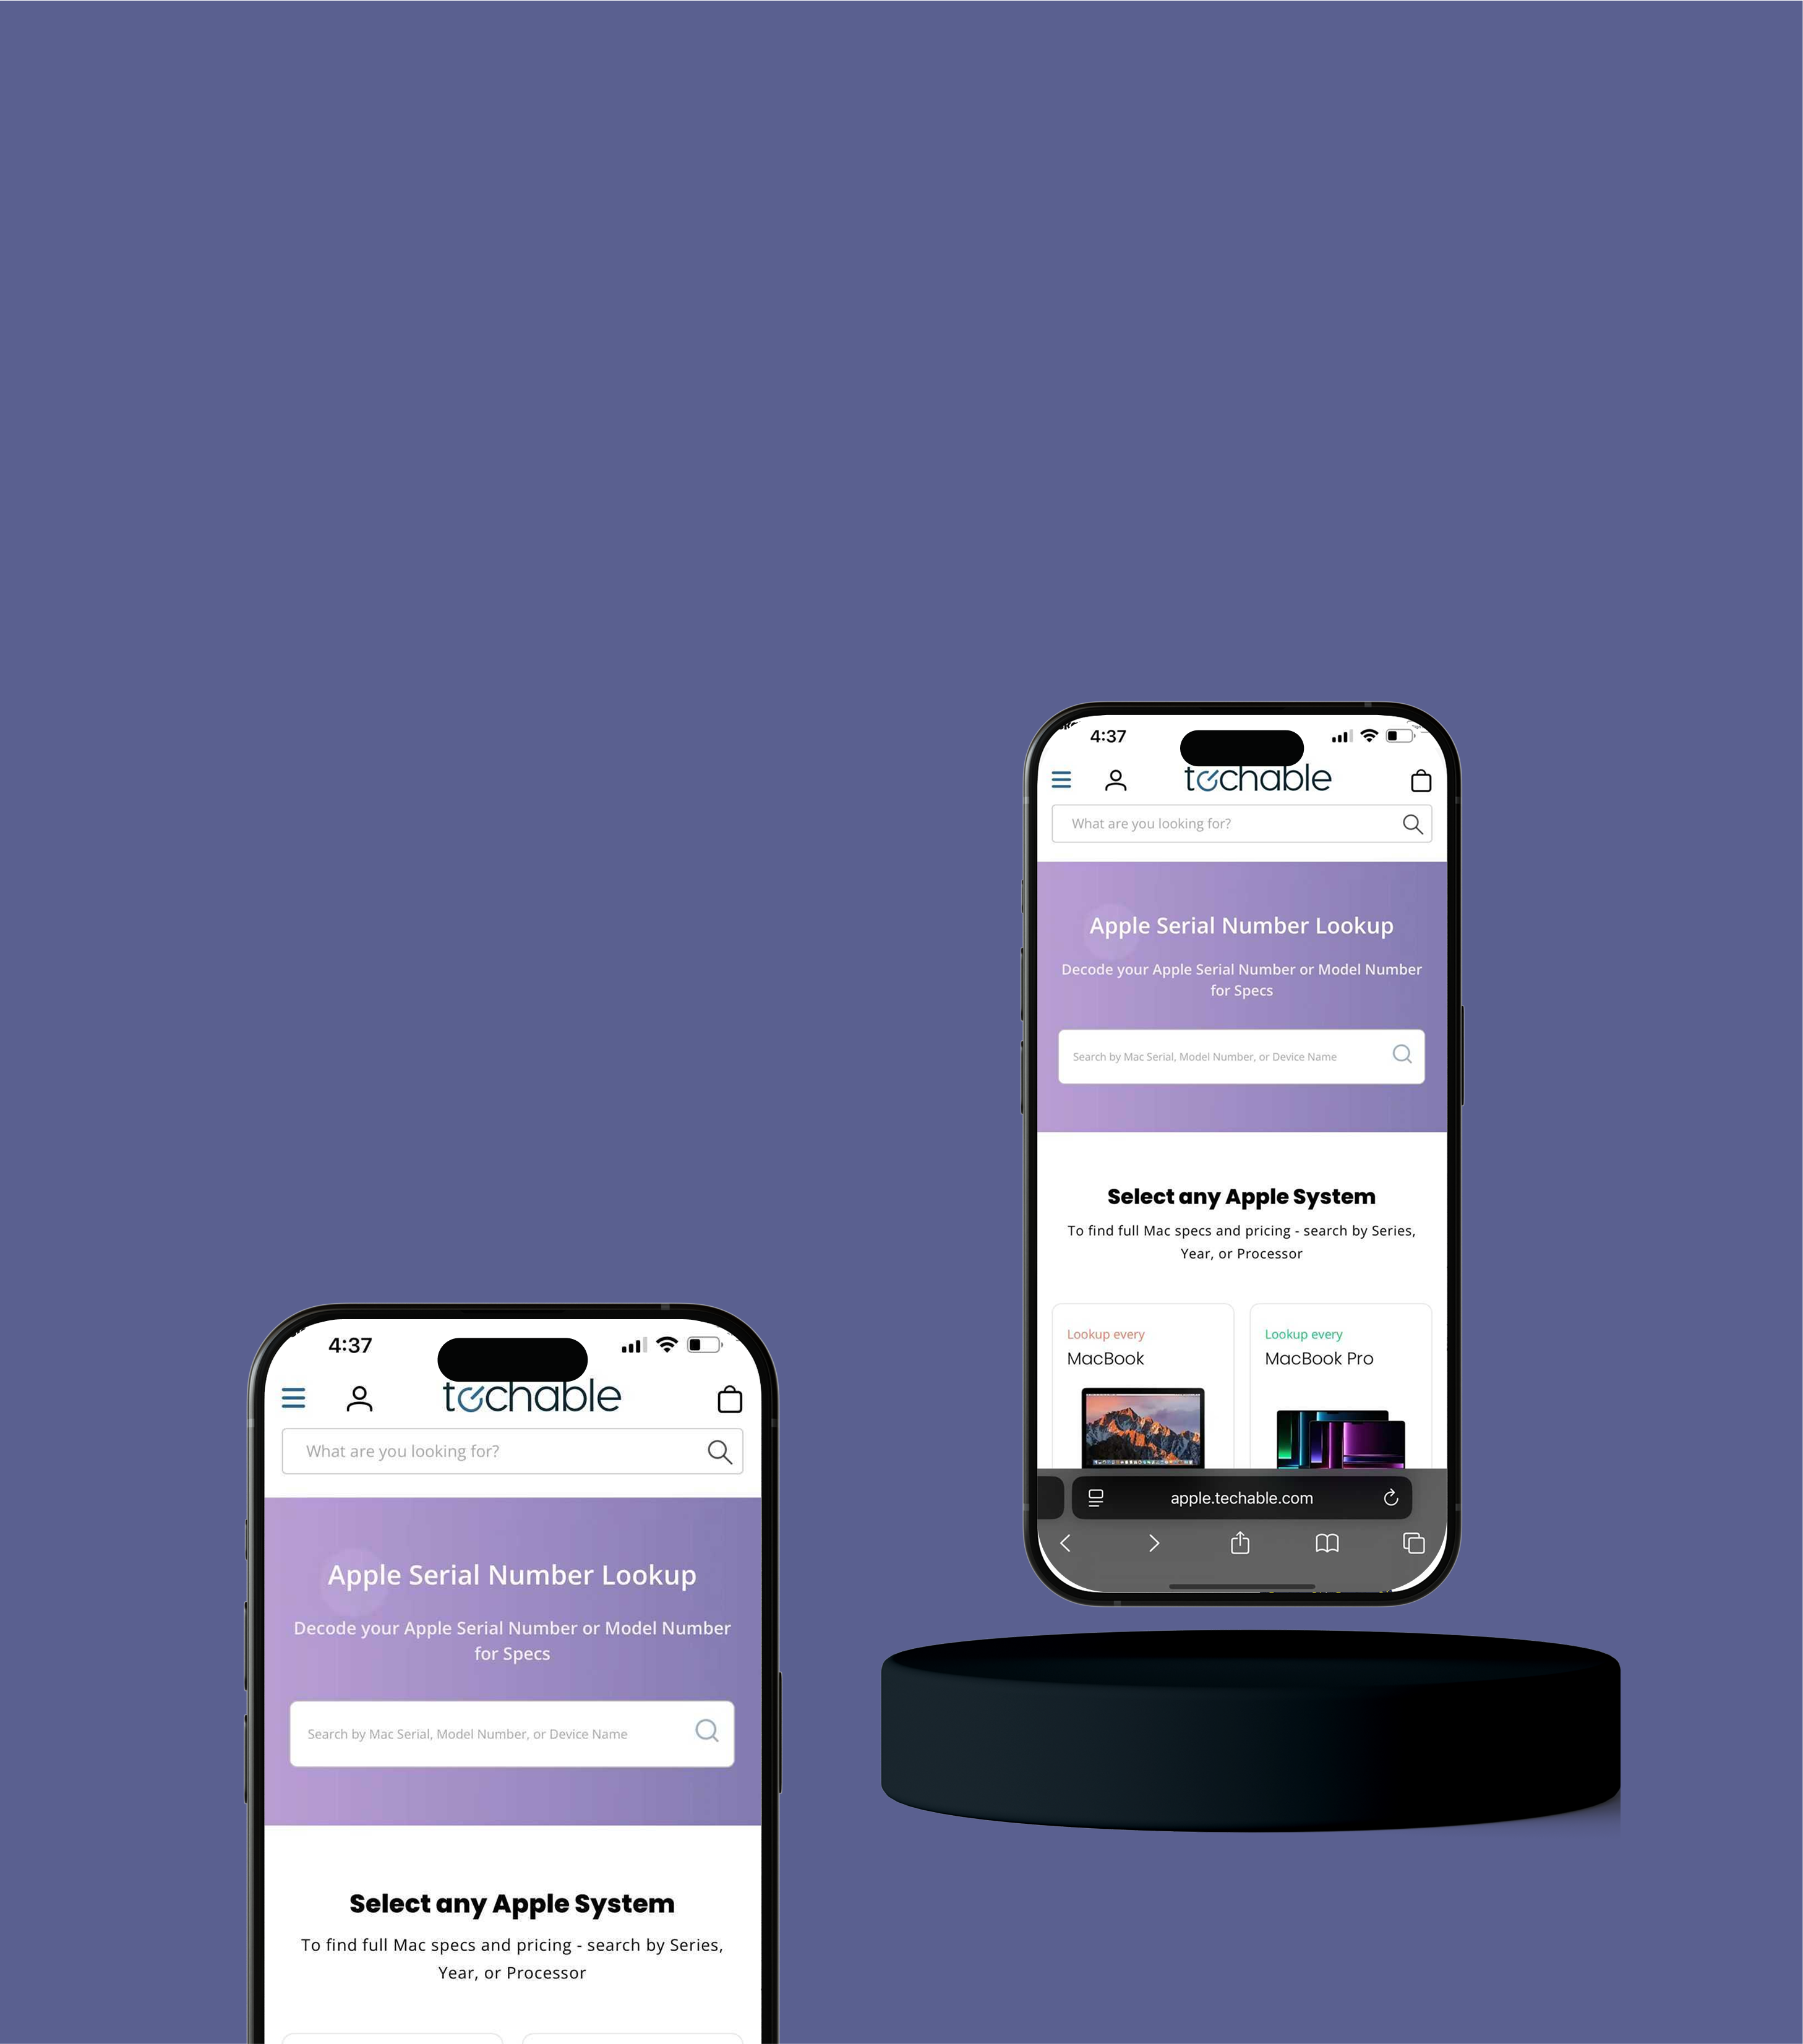 4:37
techable
What are you looking for?
Apple Serial Number Lookup
Decode your Apple Serial Number or Model Number
for Specs
Search by Mac Serial, Model Number, or Device Name
Select any Apple System
To find full Mac specs and pricing - search by Series,
Year, or Processor
Lookup every
MacBook
Lookup every
MacBook Pro
apple.techable.com
4:37
techable
What are you looking for?
Apple Serial Number Lookup
Decode your Apple Serial Number or Model Number
for Specs
Search by Mac Serial, Model Number, or Device Name
Select any Apple System
To find full Mac specs and pricing - search by Series,
Year, or Processor